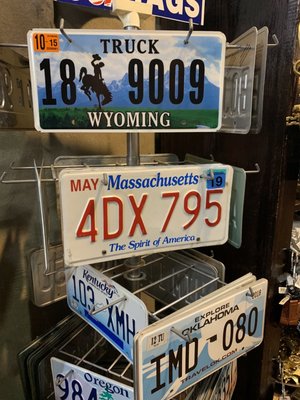 10 15
TRUCK
18 9009
WYOMING
MAY Massachusetts 19
4DX 795
The Spirit of America
Kentucky
103 XMH
EXPLORE
OKLAHOMA
IMD-080
Oregon
984